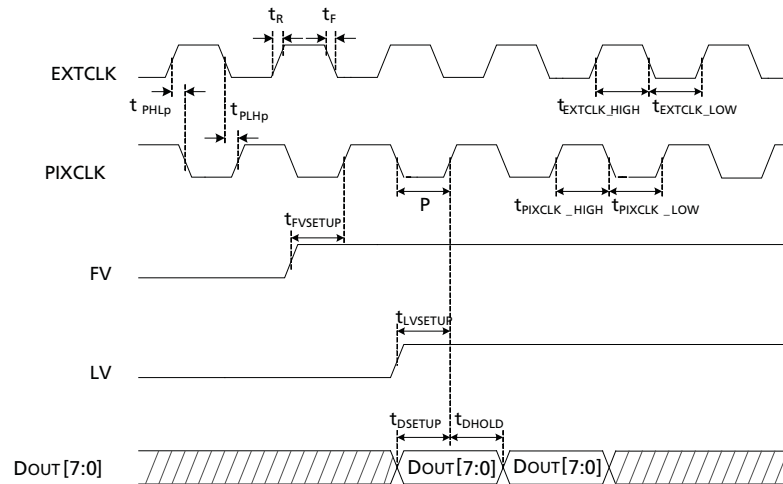 tR tF
EXTCLK
t PHLp t PLHp tEXTCLK_HIGH tEXTCLK_LOW
PIXCLK
P tPIXCLK _HIGH tPIXCLK _LOW
tFVSETUP
FV
tLVSETUP
LV
tDSETUP tDHOLD
DOUT [7:0] DOUT [7:0] DOUT [7:0]